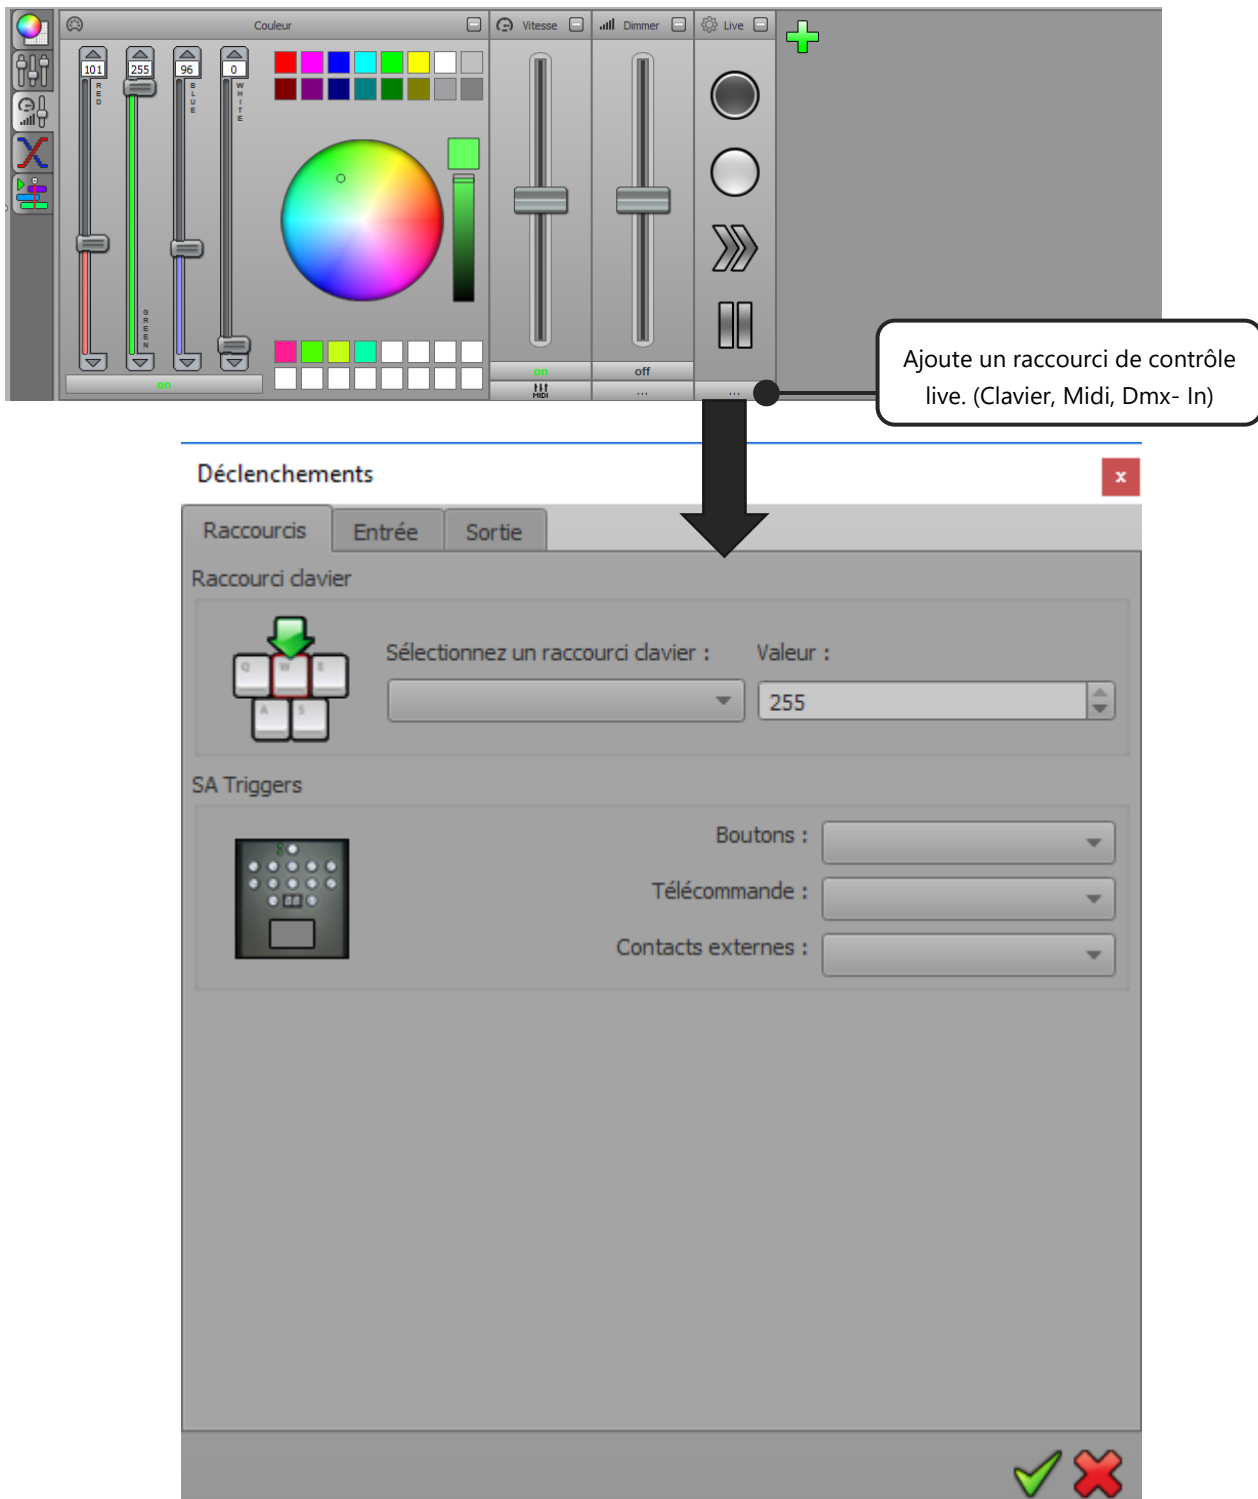 Couleur
Vitesse
Dimmer
Live
101
255
96
0
RED
GREEN
BLUE
WHITE
on
on
off
MIDI
...
...
Ajoute un raccourci de contrôle
live. (Clavier, Midi, Dmx- In)
Déclenchements
x
Raccourcis
Entrée
Sortie
Raccourci clavier
Q
W
E
A
S
Sélectionnez un raccourci clavier :
Valeur :
255
SA Triggers
Boutons :
Télécommande :
Contacts externes :